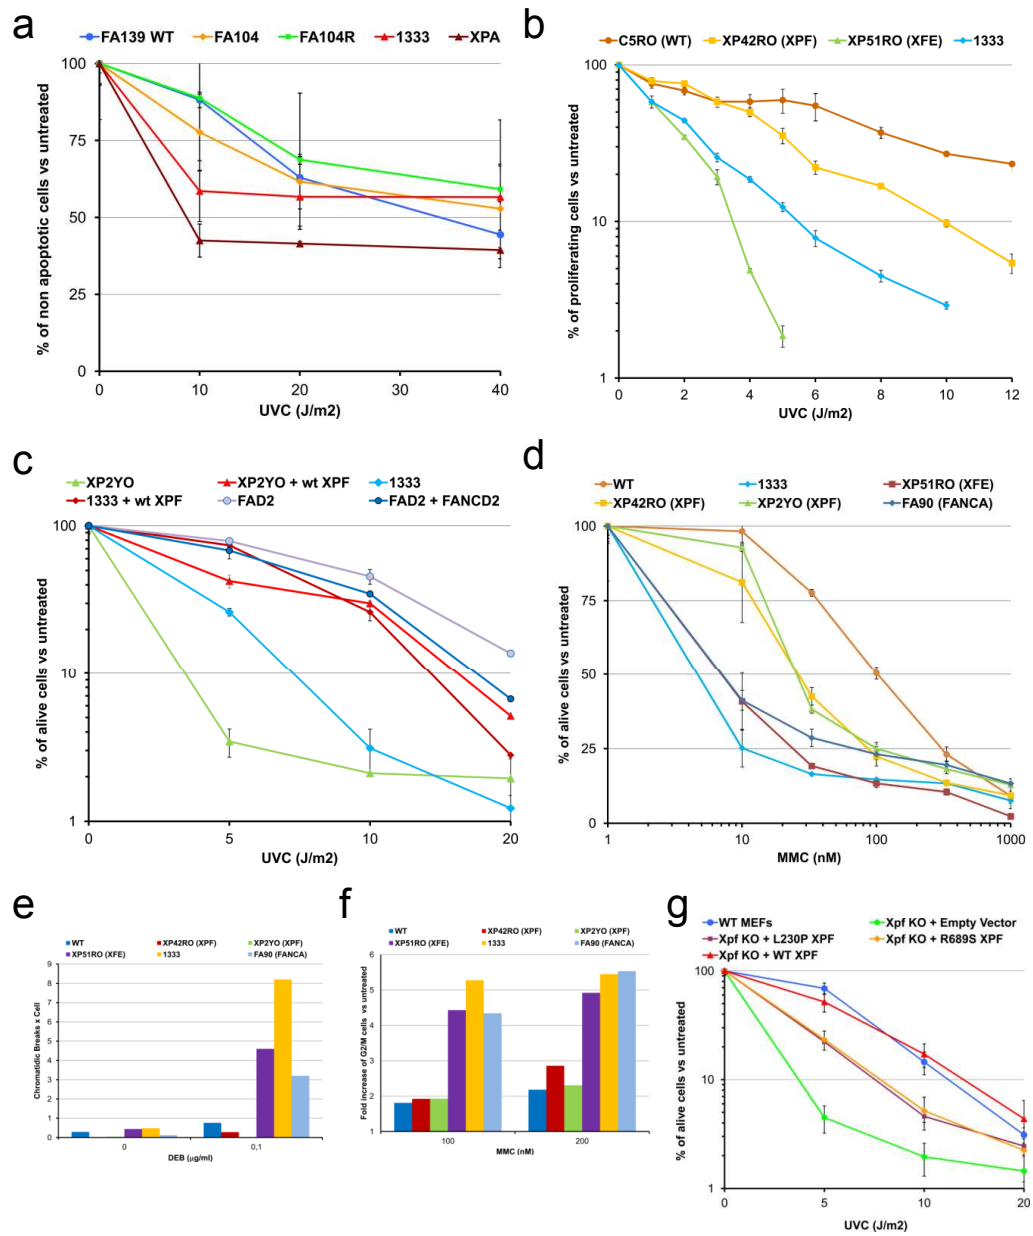 a
FA139 WT FA104 FA104R 1333 XPA
% of non apoptotic cells vs untreated
100
75
50
25
0
0 10 20 30 40
UVC (J/m2)
b
C5RO (WT) XP42RO (XPF) XP51RO (XFE) 1333
% of proliferating cells vs untreated
100
10
1
0 2 4 6 8 10 12
UVC (J/m2)
c
XP2YO XP2YO + wt XPF 1333
1333 + wt XPF FAD2 FAD2 + FANCD2
% of alive cells vs untreated
100
10
1
0 5 10 20
UVC (J/m2)
d
WT 1333 XP51RO (XFE)
XP42RO (XPF) XP2YO (XPF) FA90 (FANCA)
% of alive cells vs untreated
100
75
50
25
0
1 10 100 1000
MMC (nM)
e
WT XP42RO (XPF) XP2YO (XPF)
XP51RO (XFE) 1333 FA90 (FANCA)
Chromatidic Breaks x Cell
9
8
7
6
5
4
3
2
1
0
0 0,1
DEB (µg/ml)
f
WT XP42RO (XPF) XP2YO (XPF)
XP51RO (XFE) 1333 FA90 (FANCA)
Fold increase of G2/M cells vs untreated
6
5
4
3
2
1
100 200
MMC (nM)
g
WT MEFs Xpf KO + Empty Vector
Xpf KO + L230P XPF Xpf KO + R689S XPF
Xpf KO + WT XPF
% of alive cells vs untreated
100
10
1
0 5 10 20
UVC (J/m2)